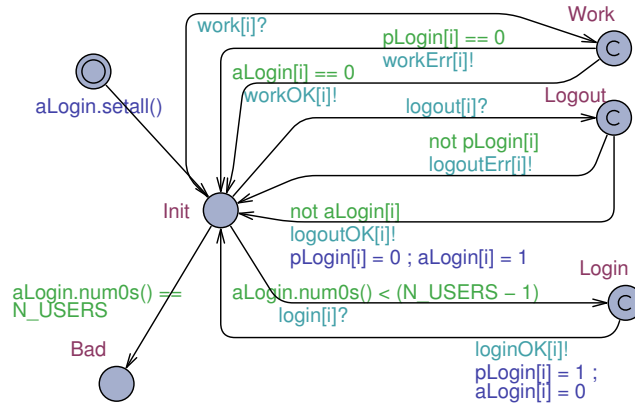 Work
work[i]?
pLogin[i] == 0
workErr[i]!
C
aLogin[i] == 0
workOK[i]!
Logout
aLogin.setall()
logout[i]?
C
not pLogin[i]
logoutErr[i]!
Init
not aLogin[i]
logoutOK[i]!
pLogin[i] = 0 ; aLogin[i] = 1
Login
aLogin.num0s() ==
N_USERS
aLogin.num0s() < (N_USERS − 1)
login[i]?
C
Bad
loginOK[i]!
pLogin[i] = 1 ;
aLogin[i] = 0